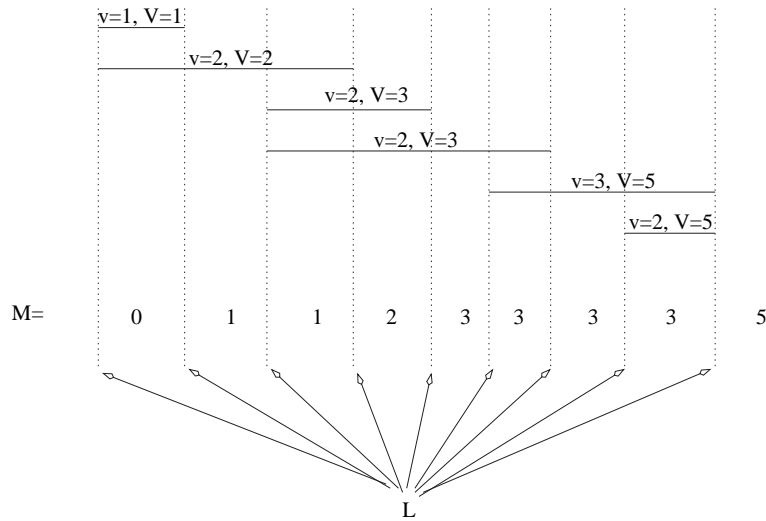 v=1, V=1
v=2, V=2
v=2, V=3
v=2, V=3
v=3, V=5
v=2, V=5
M= 0 1 1 2 3 3 3 3 5
L